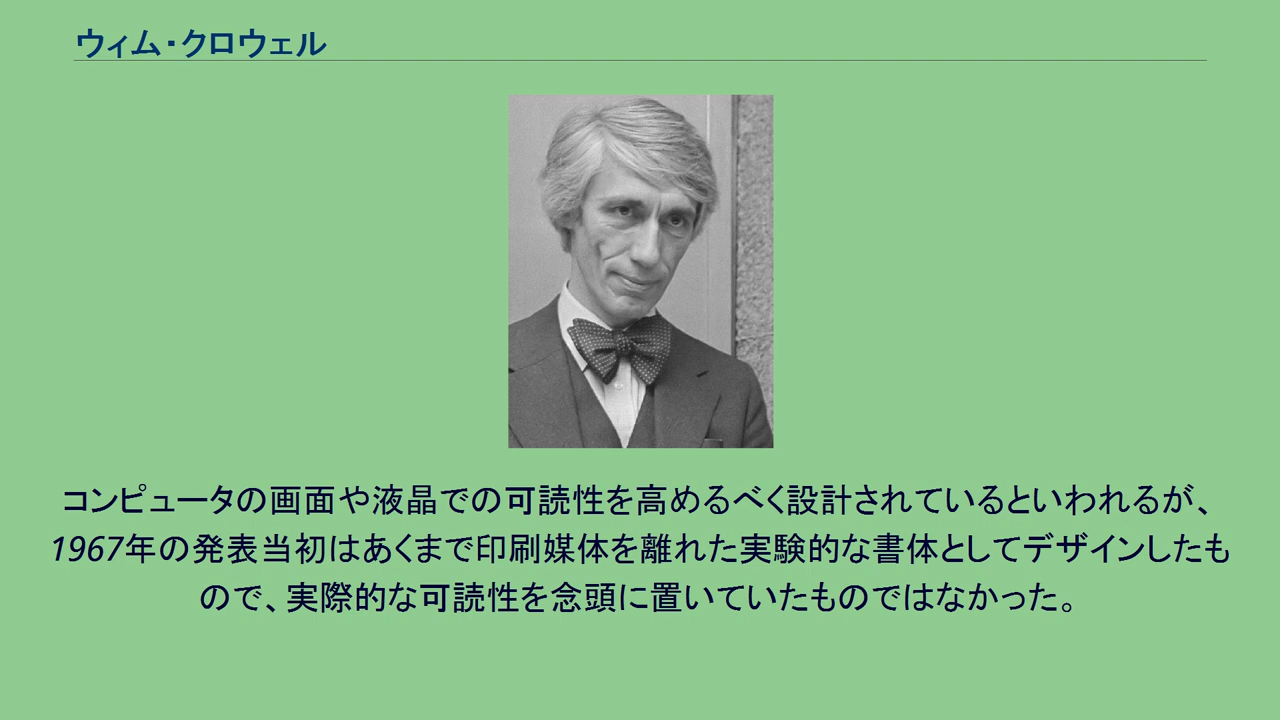 ウィム・クロウェル
コンピュータの画面や液晶での可読性を高めるべく設計されているといわれるが、
1967年の発表当初はあくまで印刷媒体を離れた実験的な書体としてデザインしたも
ので、実際的な可読性を念頭に置いていたものではなかった。